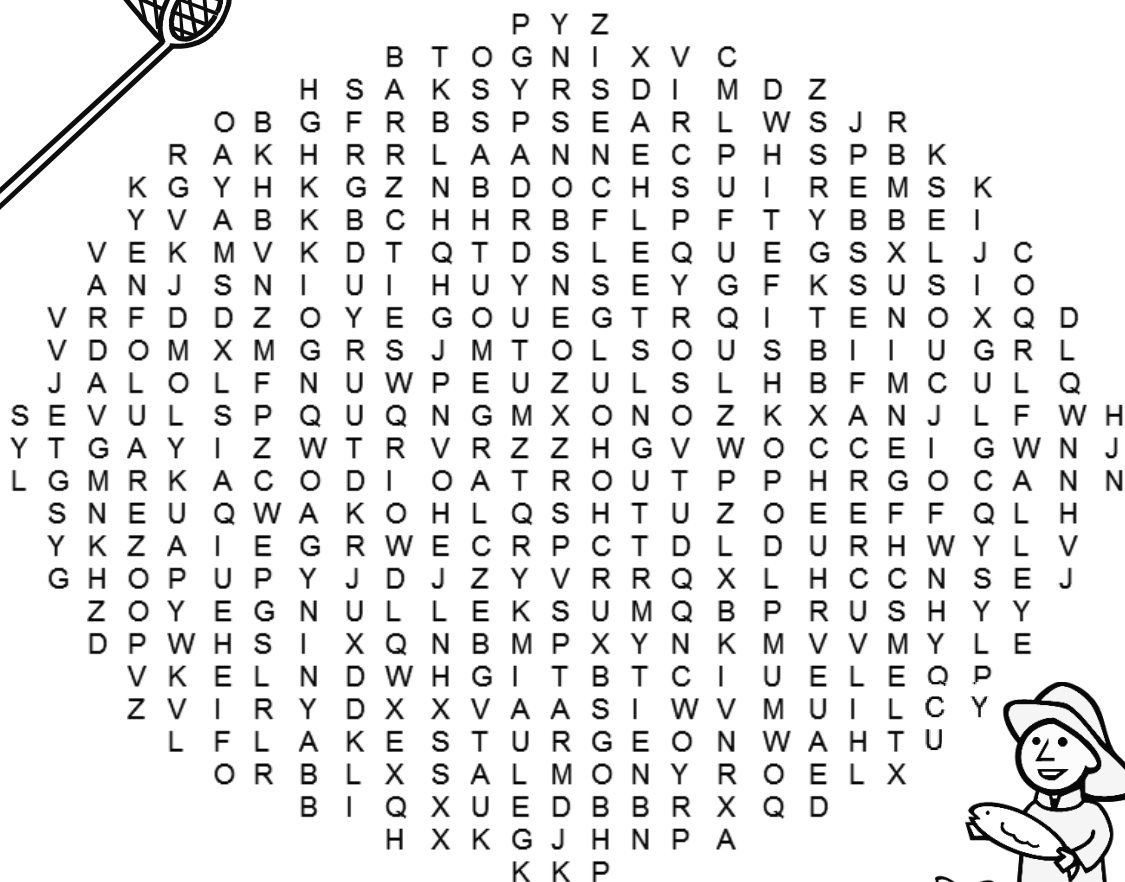 P Y Z
B T O G N I X V C
H S A K S Y R S D I M D Z
O B G F R B S P S E A R L W S J R
R A K H R R L A A N N E C P H S P B K
K G Y H K G Z N B D O C H S U I R E M S K
Y V A B K B C H H R B F L P F T Y B B E I
V E K M V K D T Q T D S L E Q U E G S X L J C
A N J S N I U I H U Y N S E Y G F K S U S I O
V R F D D Z O Y E G O U E G T R Q I T E N O X Q D
V D O M X M G R S J M T O L S O U S B I I U G R L
J A L O L F N U W P E U Z U L S L H B F M C U L Q
S E V U L S P Q U Q N G M X O N O Z K X A N J L F W H
Y T G A Y I Z W T R V R Z Z H G V W O C C E I G W N J
L G M R K A C O D I O A T R O U T P P H R G O C A N N
S N E U Q W A K O H L Q S H T U Z O E E F F Q L H
Y K Z A I E G R W E C R P C T D L D U R H W Y L V
G H O P U P Y J D J Z Y V R R Q X L H C C N S E J
Z O Y E G N U L L E K S U M Q B P R U S H Y Y
D P W H S I X Q N B M P X Y N K M V V M Y L E
V K E L N D W H G I T B T C I U E L E Q P
Z V I R Y D X X V A A S I W V M U I L C Y
L F L A K E S T U R G E O N W A H T U
O R B L X S A L M O N Y R O E L X
B I Q X U E D B B R X Q D
H X K G J H N P A
K K P